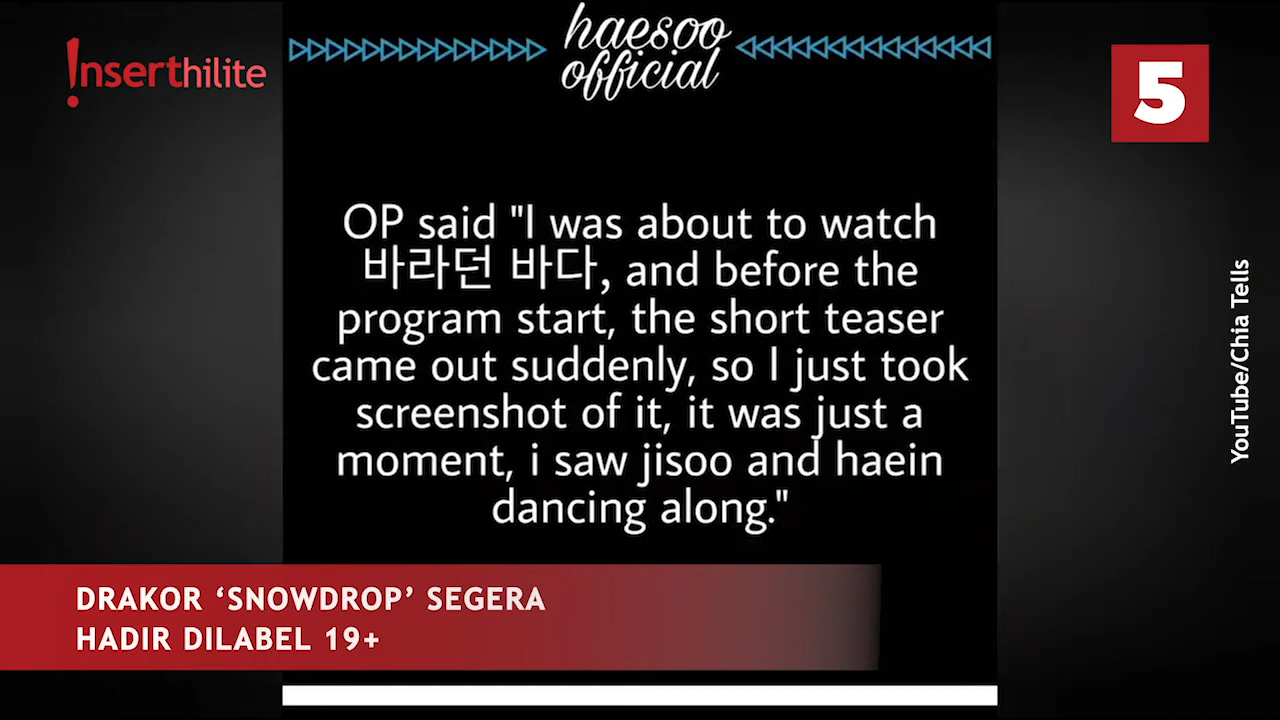 haesoo
official
Inserthilite
5
OP said "I was about to watch
바라던 바다, and before the
program start, the short teaser
came out suddenly, so I just took
screenshot of it, it was just a
moment, i saw jisoo and haein
dancing along."
YouTube/Chia Tells
DRAKOR ‘SNOWDROP’ SEGERA
HADIR DILABEL 19+